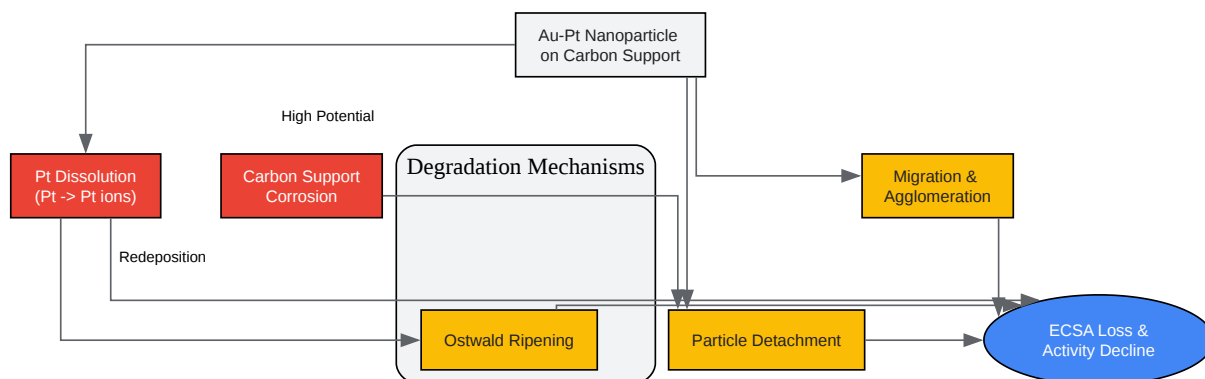 Au-Pt Nanoparticle
on Carbon Support
High Potential
Degradation Mechanisms
Pt Dissolution
(Pt -> Pt ions)
Carbon Support
Corrosion
Migration &
Agglomeration
Redeposition
Ostwald Ripening
Particle Detachment
ECSA Loss &
Activity Decline